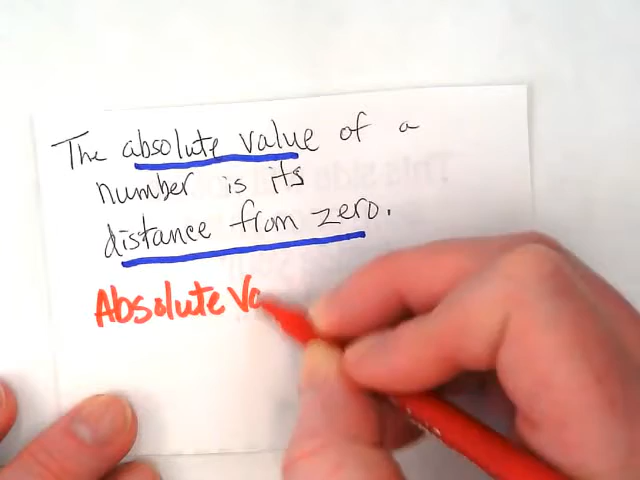 The absolute value of a
number is its
distance from zero.
Absolute Va